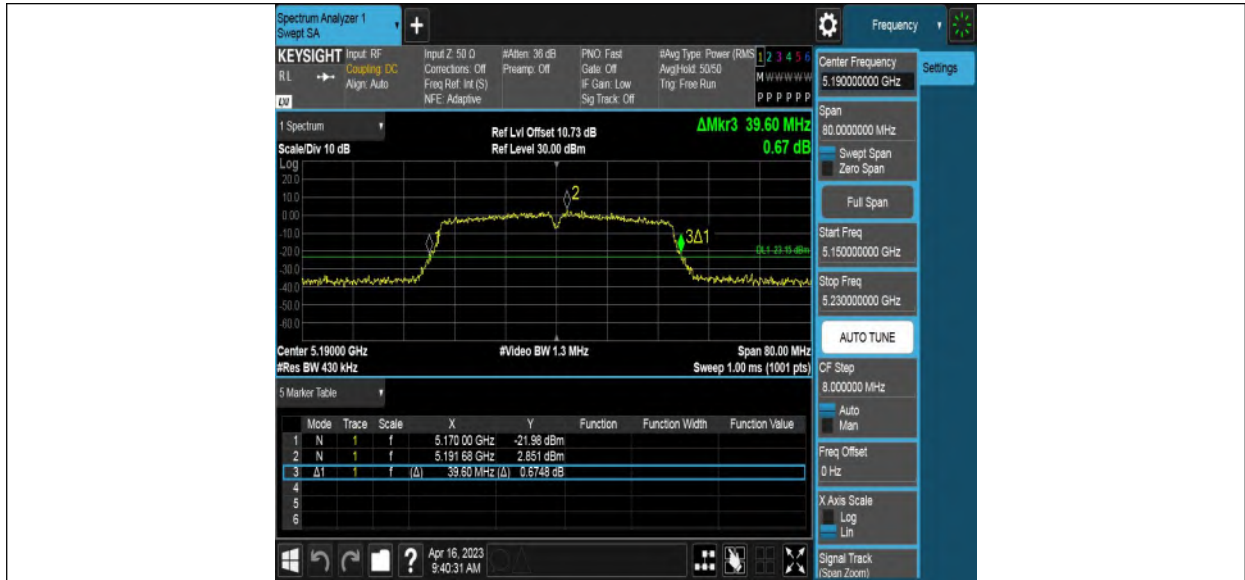 Spectrum Analyzer 1
Swept SA
+
Frequency
KEYSIGHT
RL
Input: RF
Coupling: DC
Align: Auto
Input Z: 50 Ω
Corrections: Off
Freq Ref: Int (S)
NFE: Adaptive
#Atten: 36 dB
Preamp: Off
PNO: Fast
Gate: Off
IF Gain: Low
Sig Track: Off
#Avg Type: Power (RMS
Avg|Hold: 50/50
Trig: Free Run
1 2 3 4 5 6
M W W W W W
P P P P P P
1 Spectrum
Scale/Div 10 dB
Ref Lvl Offset 10.73 dB
Ref Level 30.00 dBm
ΔMkr3 39.60 MHz
0.67 dB
Log
20.0
10.0
0.00
-10.0
-20.0
-30.0
-40.0
-50.0
-60.0
1
2
3Δ1
DL1 -23.15 dBm
Center 5.19000 GHz
#Res BW 430 kHz
#Video BW 1.3 MHz
Span 80.00 MHz
Sweep 1.00 ms (1001 pts)
5 Marker Table
Mode Trace Scale X Y Function Function Width Function Value
1 N 1 f 5.170 00 GHz -21.98 dBm
2 N 1 f 5.191 68 GHz 2.851 dBm
3 Δ1 1 f (Δ) 39.60 MHz (Δ) 0.6748 dB
4
5
6
?
Apr 16, 2023
9:40:31 AM
Center Frequency
5.190000000 GHz
Settings
Span
80.0000000 MHz
Swept Span
Zero Span
Full Span
Start Freq
5.150000000 GHz
Stop Freq
5.230000000 GHz
AUTO TUNE
CF Step
8.000000 MHz
Auto
Man
Freq Offset
0 Hz
X Axis Scale
Log
Lin
Signal Track
(Span Zoom)